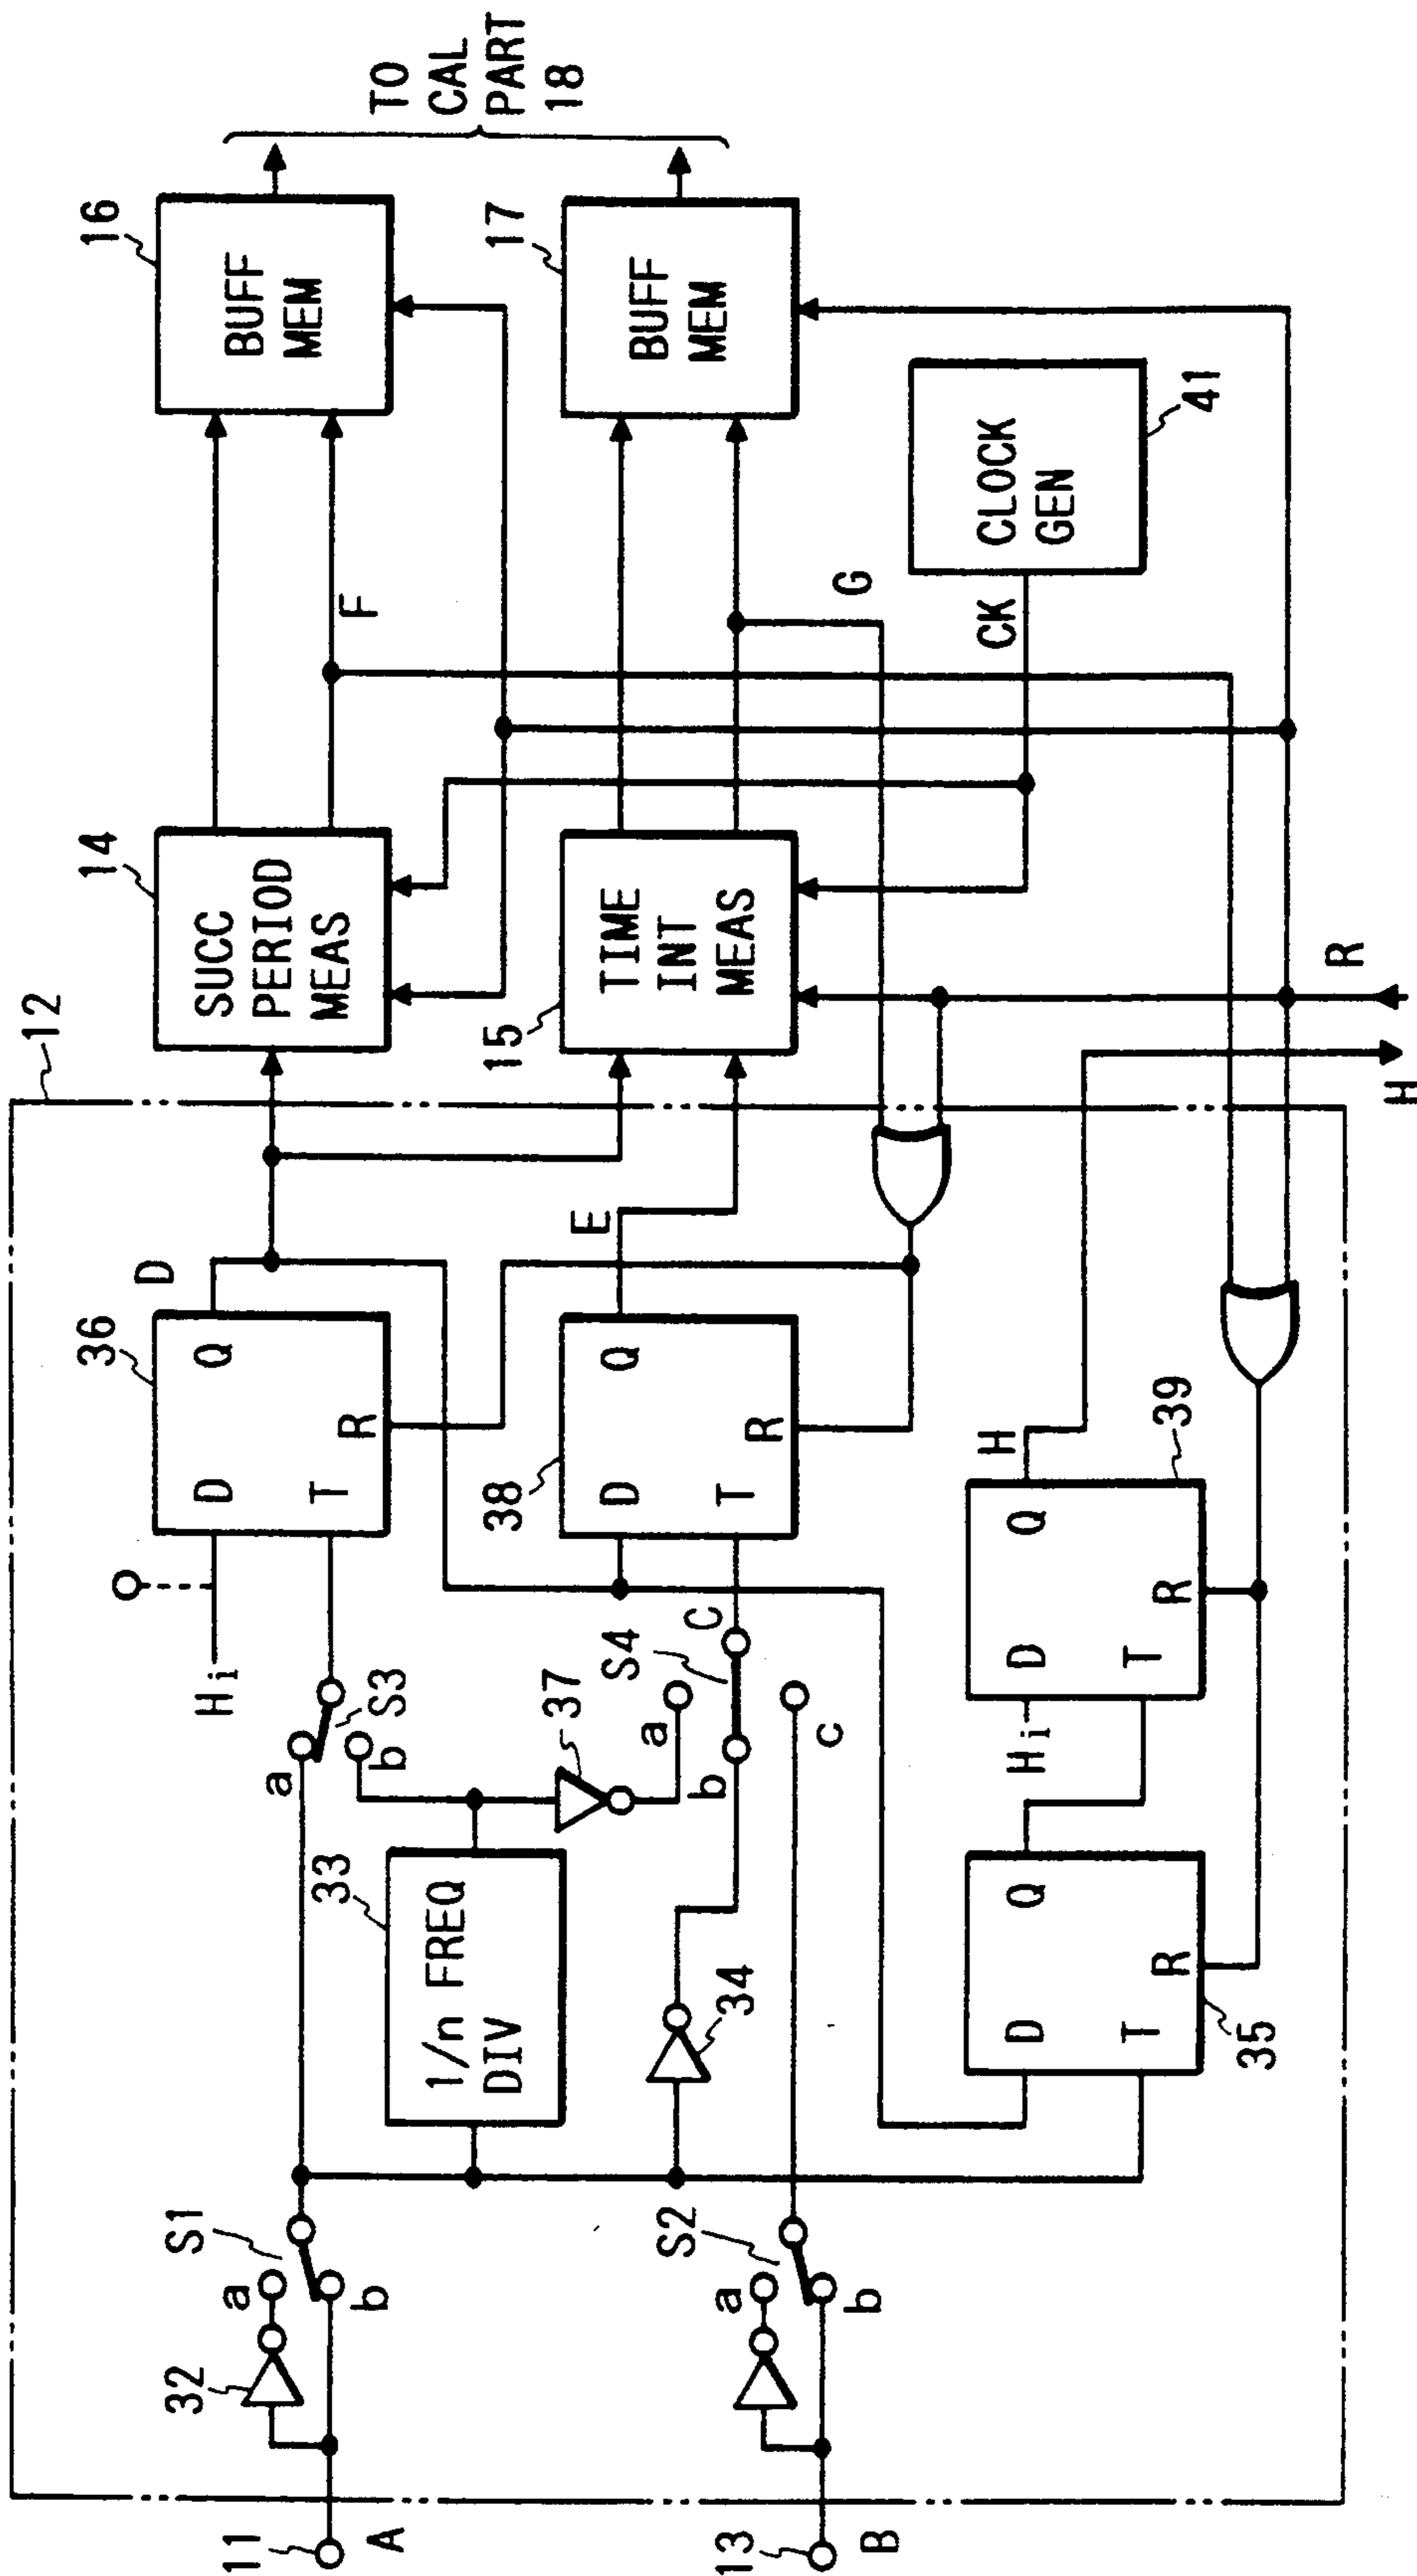 12
11
A
32
a
b
S1
a
b
S3
Hi
36
D
Q
T
R
D
14
SUCC
PERIOD
MEAS
F
16
BUFF
MEM
TO
CAL
PART
18
33
1/n FREQ
DIV
37
34
a
b
c
S4
C
38
D
Q
T
R
E
15
TIME
INT
MEAS
G
17
BUFF
MEM
13
B
a
b
S2
35
D
Q
T
R
Hi
39
D
Q
T
R
H
H
R
CK
CLOCK
GEN
41